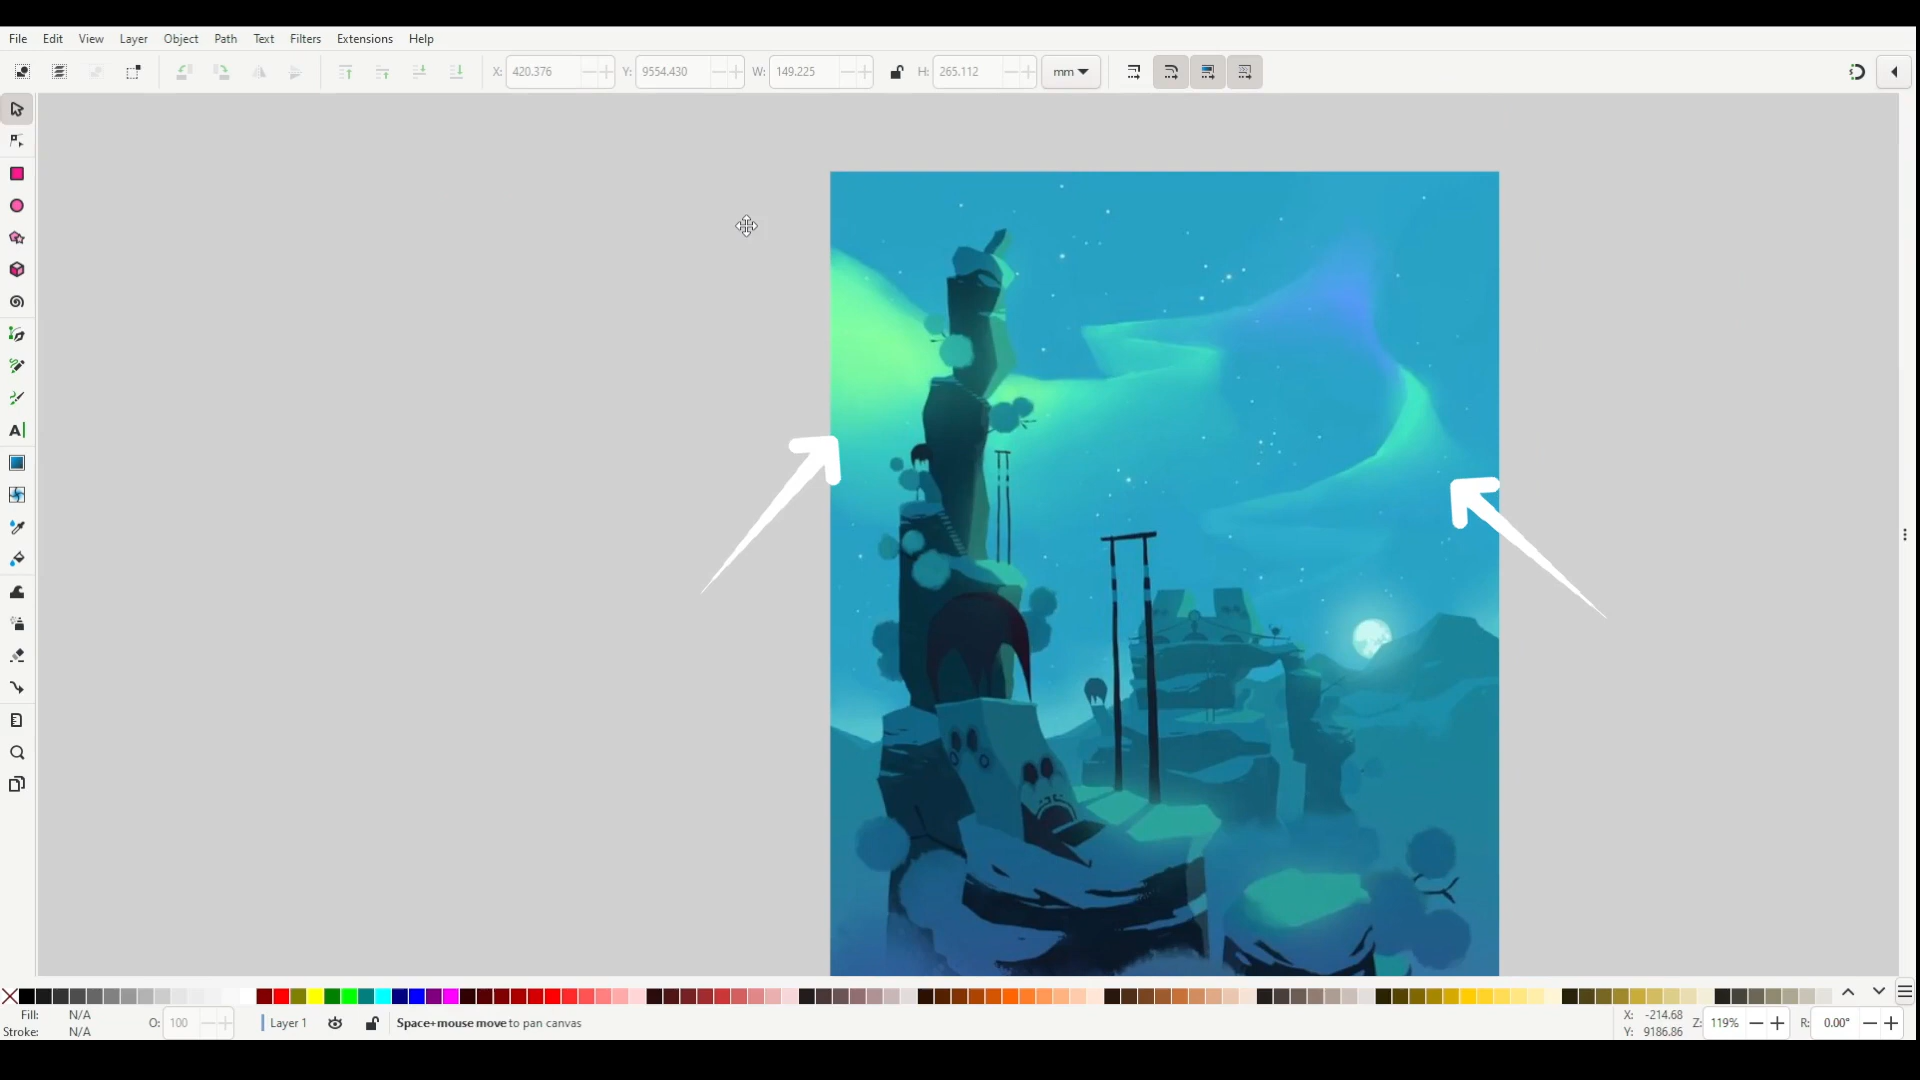 File Edit View Layer Object Path Text Filters Extensions Help
X: 420.376 Y: 9554.430 W: 149.225 H: 265.112 mm
Fill: N/A O: 100 Layer 1 Space+mouse move to pan canvas X: -214.68 Z: 119% R: 0.00°
Stroke: N/A Y: 9186.86